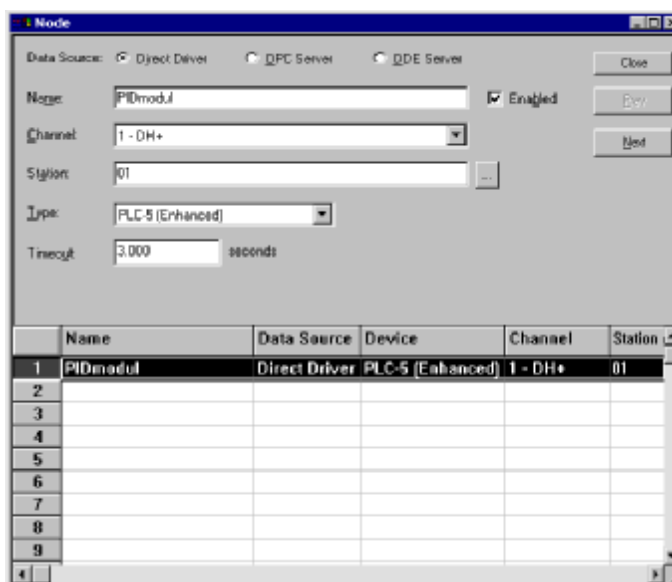 Node
Data Source: Direct Driver OPC Server DDE Server
Close
Name: PIDmodul Enabled
Prev
Channel: 1 - DH+
Next
Station: 01 ...
Type: PLC-5 (Enhanced)
Timeout: 3.000 seconds
Name Data Source Device Channel Station
1 PIDmodul Direct Driver PLC-5 (Enhanced) 1 - DH+ 01
2
3
4
5
6
7
8
9